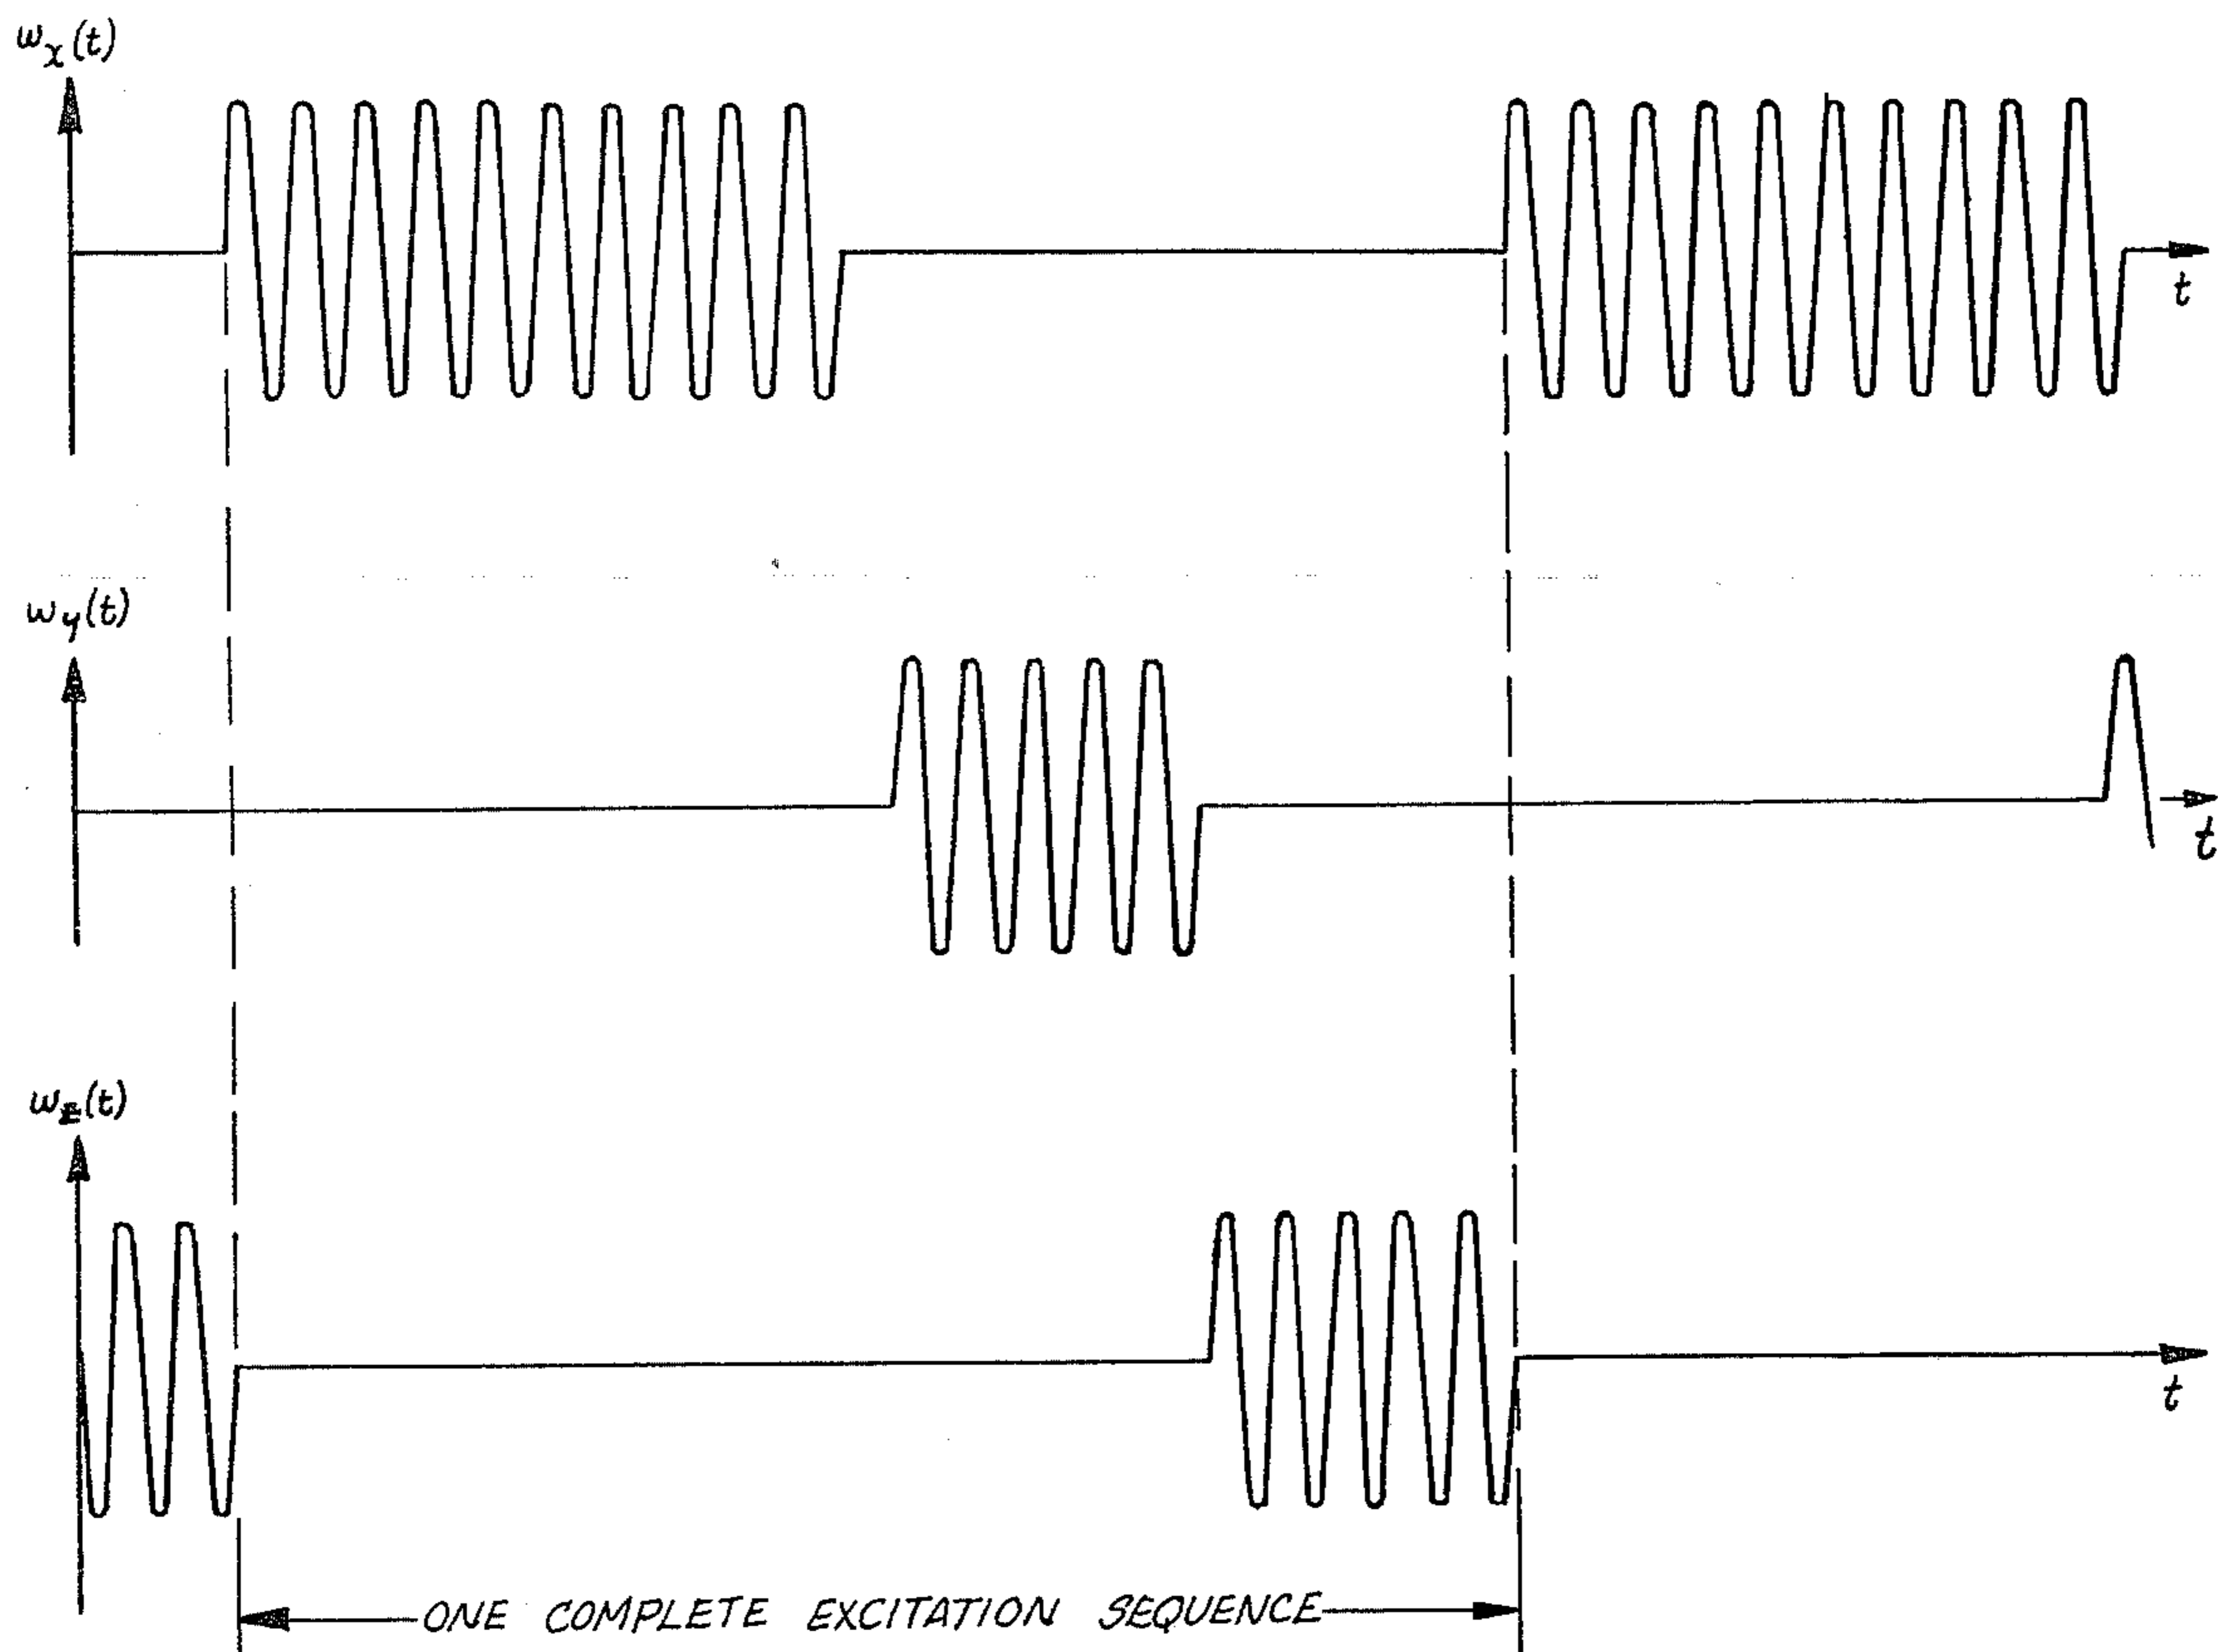 ωx(t)
t
ωy(t)
t
ωz(t)
t
ONE COMPLETE EXCITATION SEQUENCE